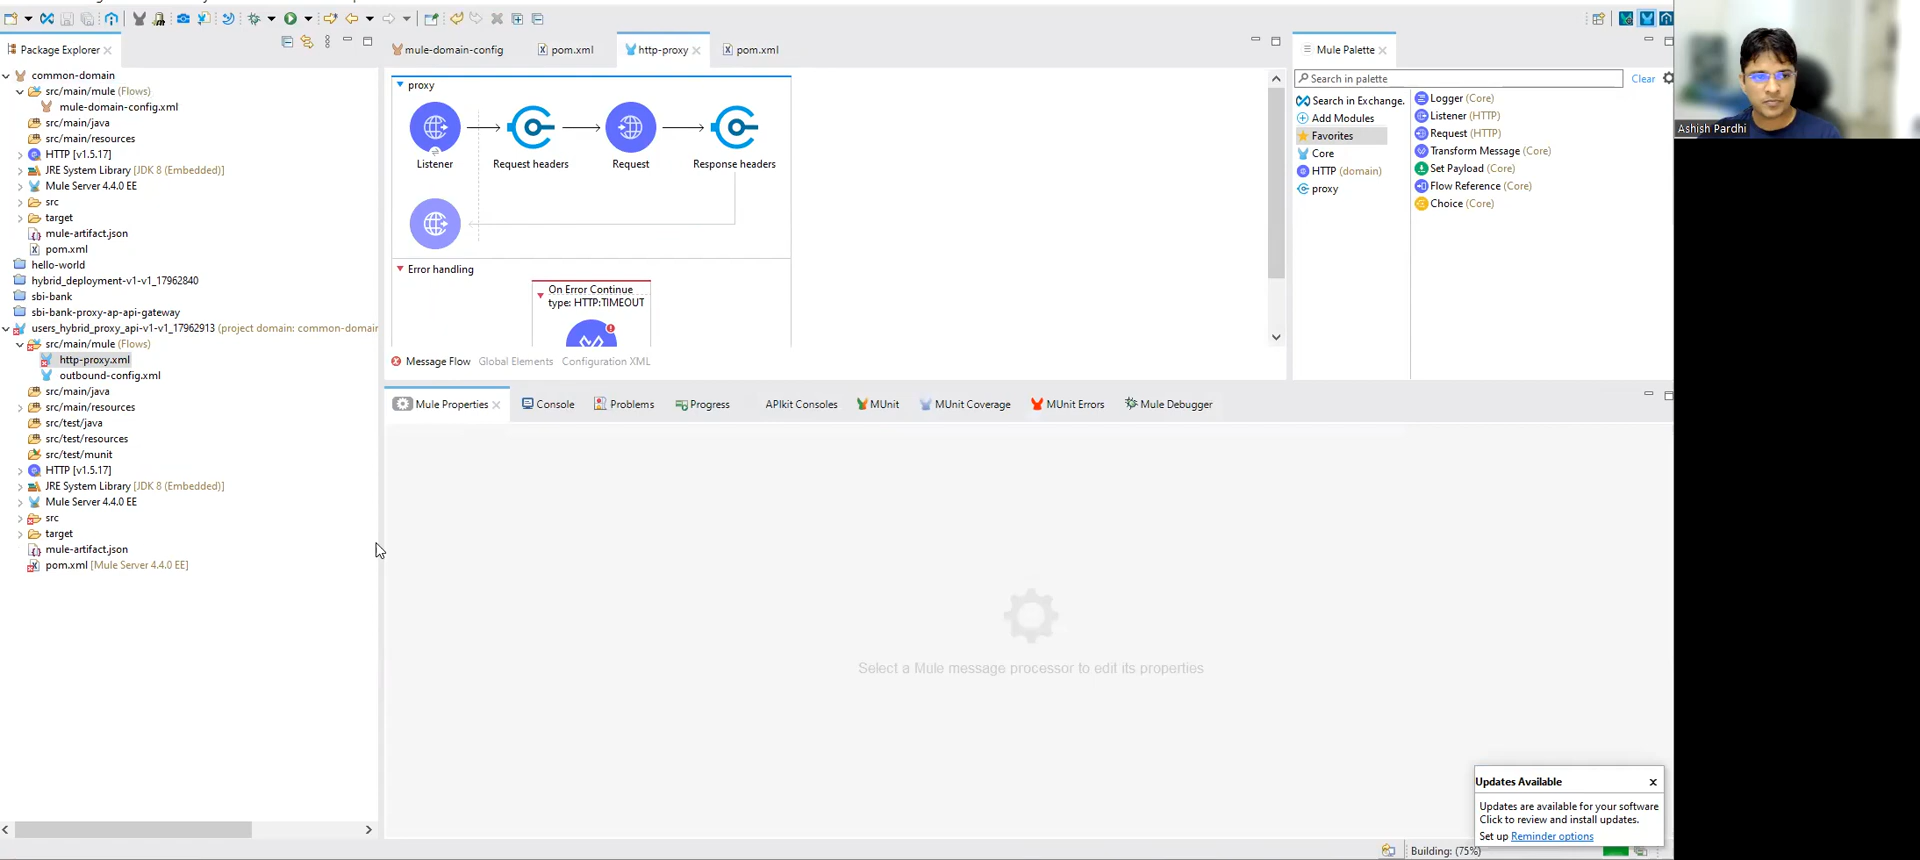 Package Explorer
mule-domain-config
pom.xml
http-proxy
pom.xml
Mule Palette
common-domain
src/main/mule (Flows)
mule-domain-config.xml
src/main/java
src/main/resources
HTTP [v1.5.17]
JRE System Library [JDK 8 (Embedded)]
Mule Server 4.4.0 EE
src
target
mule-artifact.json
pom.xml
hello-world
hybrid_deployment-v1-v1_17962840
sbi-bank
sbi-bank-proxy-ap-api-gateway
users_hybrid_proxy_api-v1-v1_17962913 (project domain: common-domain
src/main/mule (Flows)
http-proxy.xml
outbound-config.xml
src/main/java
src/main/resources
src/test/java
src/test/resources
src/test/munit
HTTP [v1.5.17]
JRE System Library [JDK 8 (Embedded)]
Mule Server 4.4.0 EE
src
target
mule-artifact.json
pom.xml [Mule Server 4.4.0 EE]
proxy
Listener
Request headers
Request
Response headers
Error handling
On Error Continue
type: HTTP:TIMEOUT
Message Flow
Global Elements
Configuration XML
Search in palette
Clear
Search in Exchange.
Add Modules
Favorites
Core
HTTP (domain)
proxy
Logger (Core)
Listener (HTTP)
Request (HTTP)
Transform Message (Core)
Set Payload (Core)
Flow Reference (Core)
Choice (Core)
Mule Properties
Console
Problems
Progress
APIkit Consoles
MUnit
MUnit Coverage
MUnit Errors
Mule Debugger
Select a Mule message processor to edit its properties
Updates Available
Updates are available for your software
Click to review and install updates.
Set up Reminder options
Building: (75%)
Ashish Pardhi